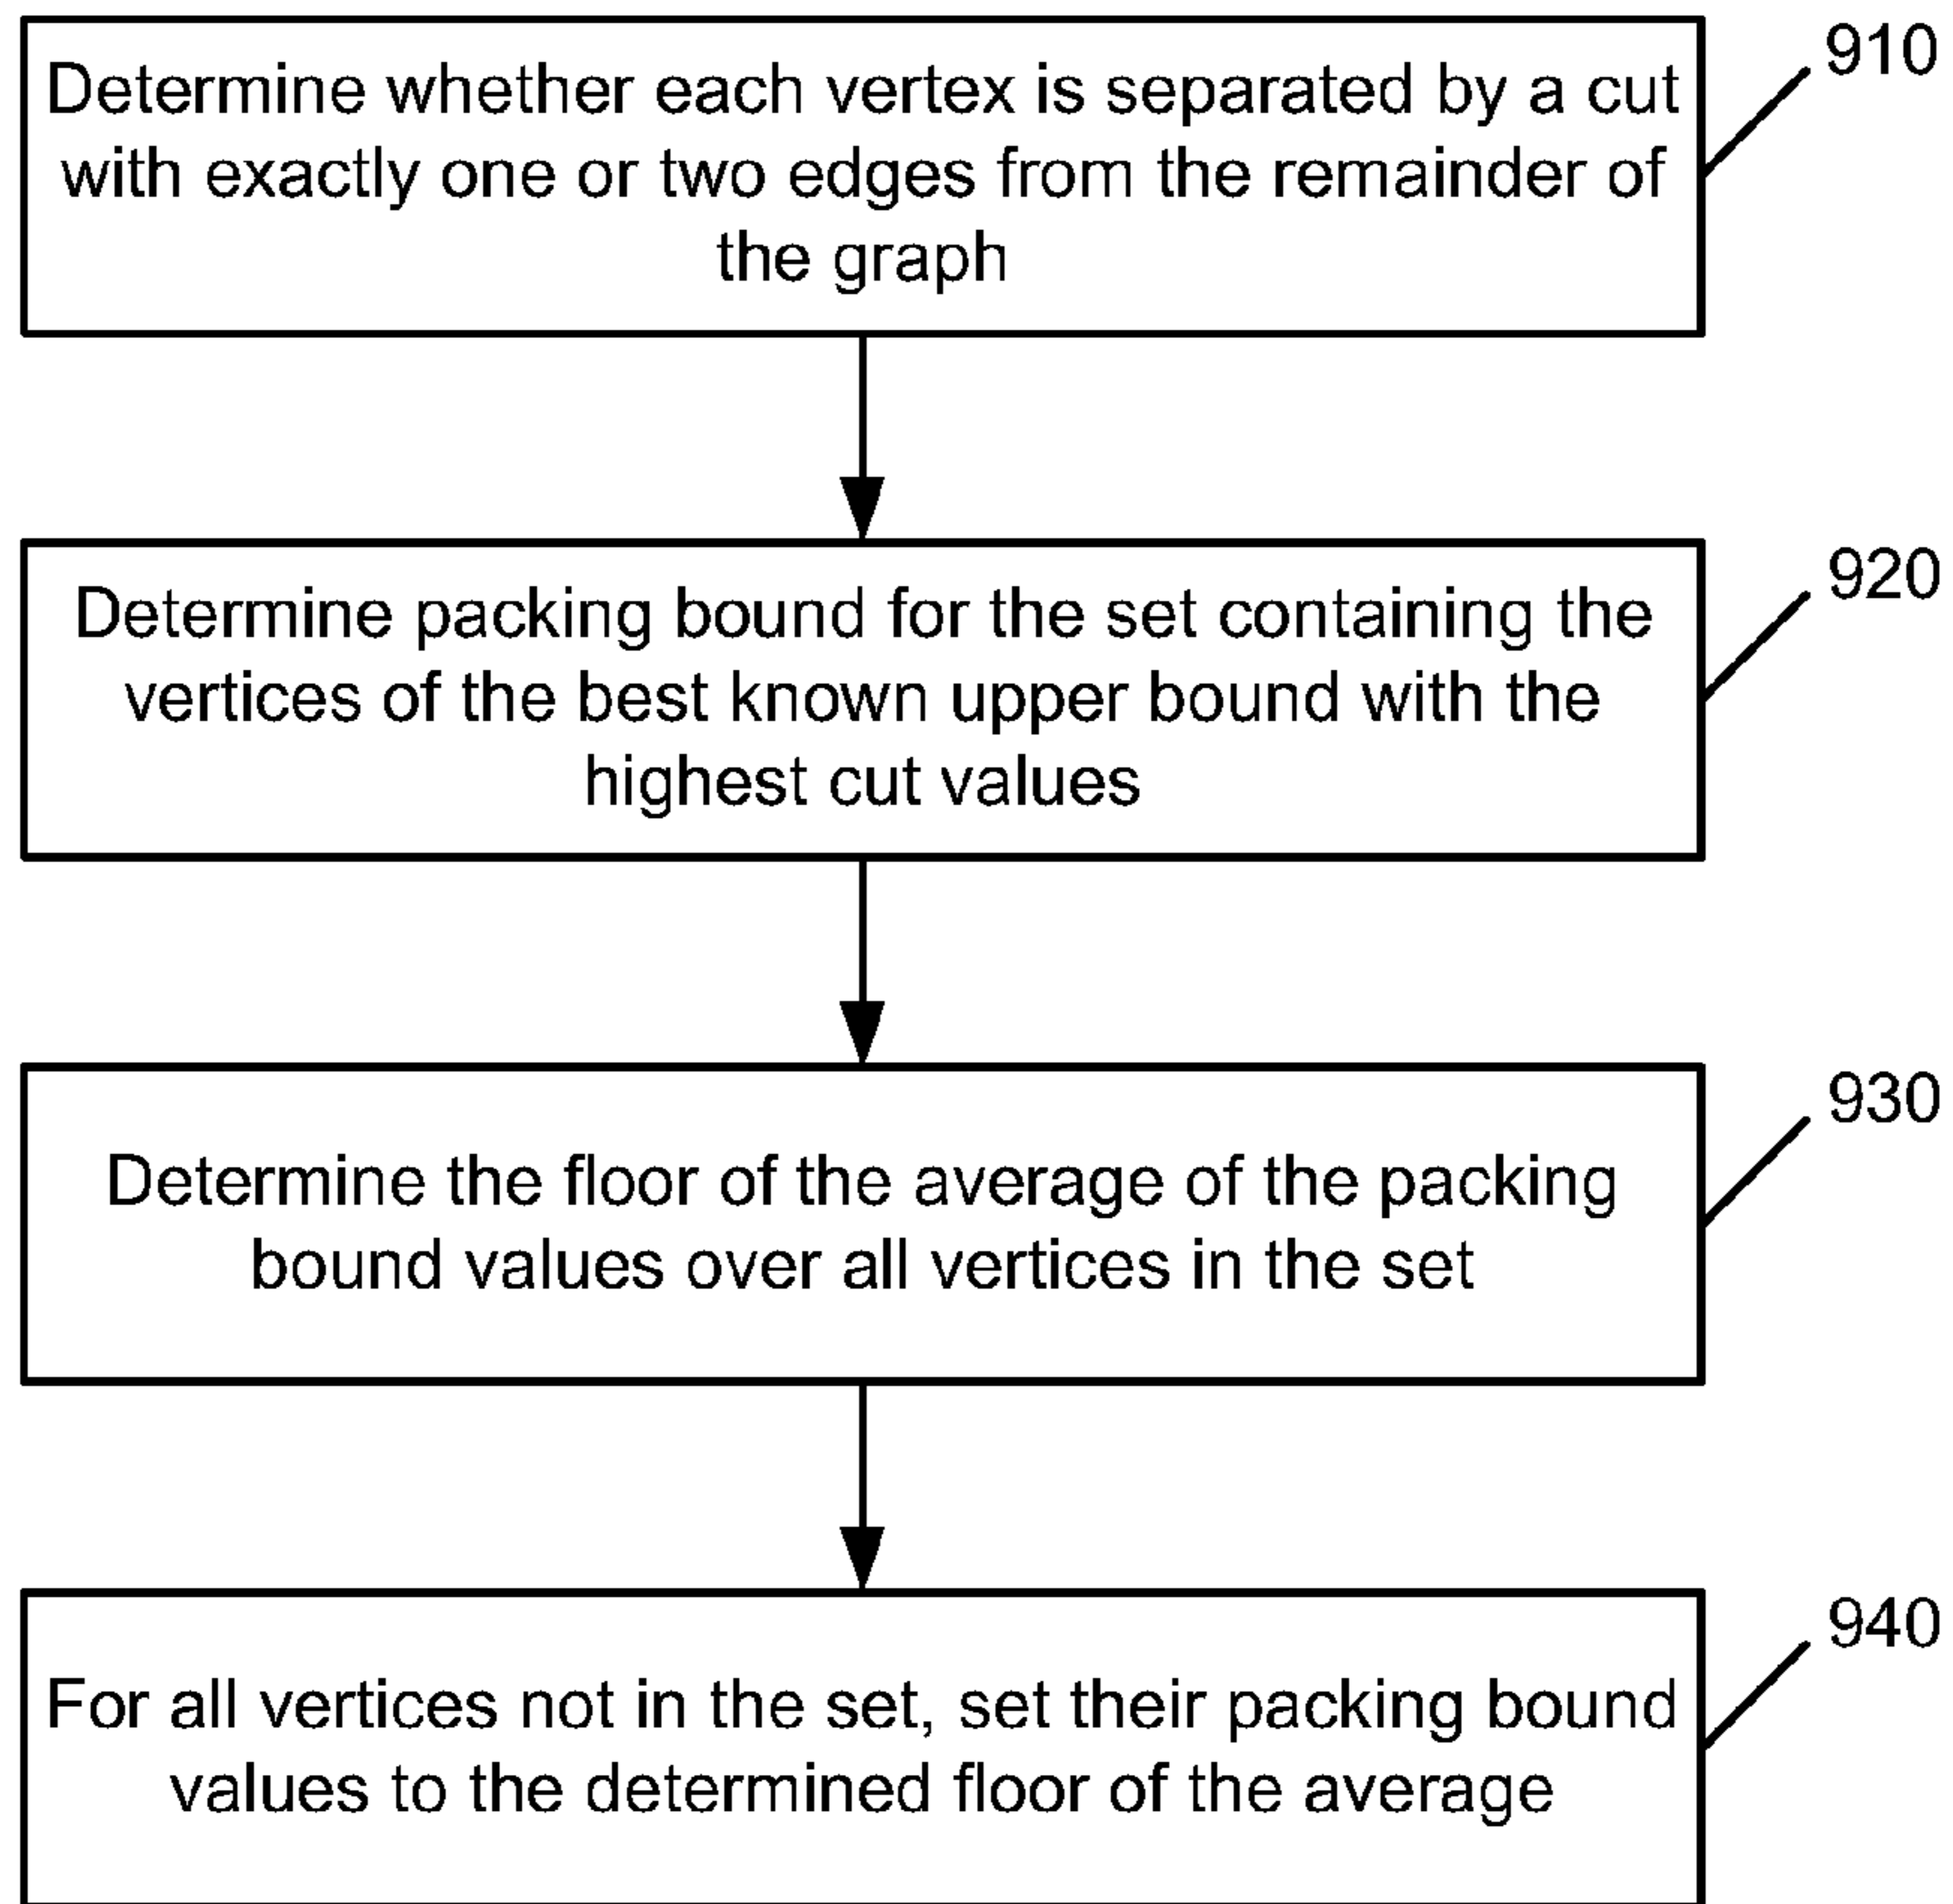 Determine whether each vertex is separated by a cut
with exactly one or two edges from the remainder of
the graph
910
Determine packing bound for the set containing the
vertices of the best known upper bound with the
highest cut values
920
Determine the floor of the average of the packing
bound values over all vertices in the set
930
For all vertices not in the set, set their packing bound
values to the determined floor of the average
940